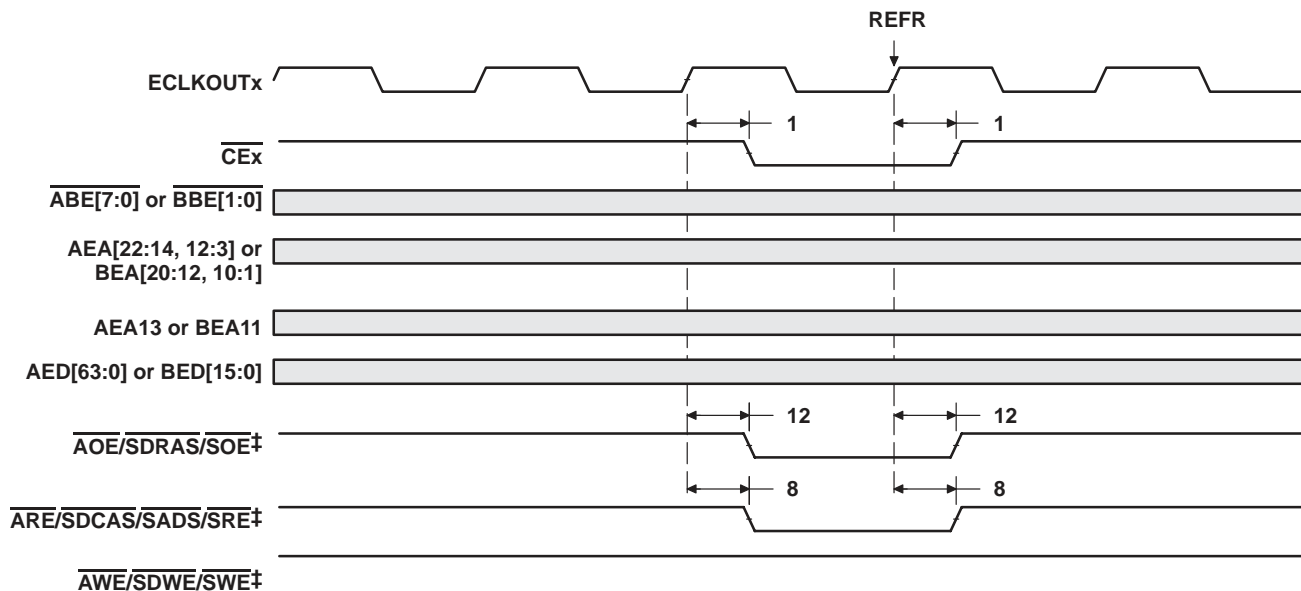 REFR
ECLKOUTx
1 1
CEx
ABE[7:0] or BBE[1:0]
AEA[22:14, 12:3] or
BEA[20:12, 10:1]
AEA13 or BEA11
AED[63:0] or BED[15:0]
12 12
AOE/SDRAS/SOE‡
8 8
ARE/SDCAS/SADS/SRE‡
AWE/SDWE/SWE‡